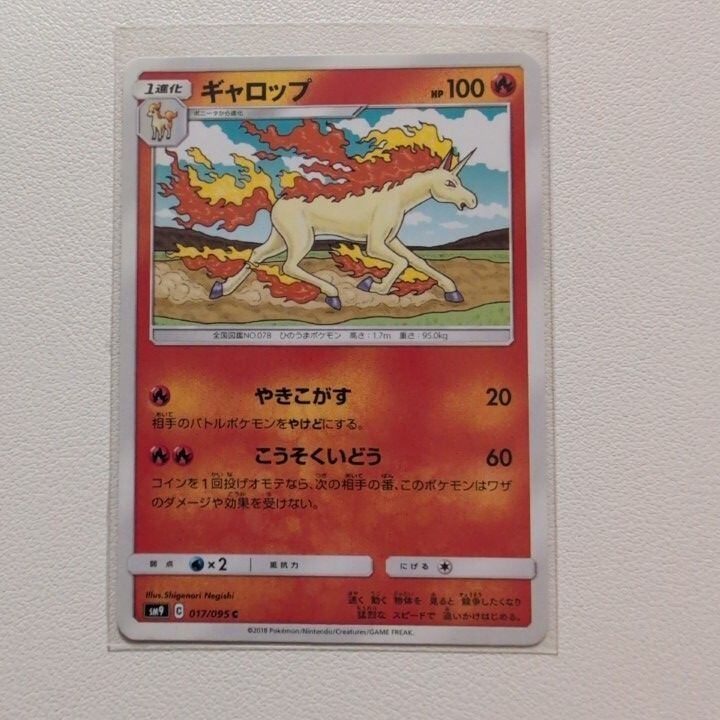 1進化 ギャロップ HP 100
ポニータから進化
全国図鑑NO.078 ひのうまポケモン 高さ：1.7m 重さ：95.0kg
やきこがす 20
相手のバトルポケモンをやけどにする。
こうそくいどう 60
コインを1回投げオモテなら、次の相手の番、このポケモンはワザ
のダメージや効果を受けない。
弱点 ×2 抵抗力 にげる
Illus.Shigenori Negishi
速く 動く 物体を 見ると 競争したくなり
猛烈な スピードで 追いかけはじめる。
SM9 C 017/095 C
©2018 Pokémon/Nintendo/Creatures/GAME FREAK.